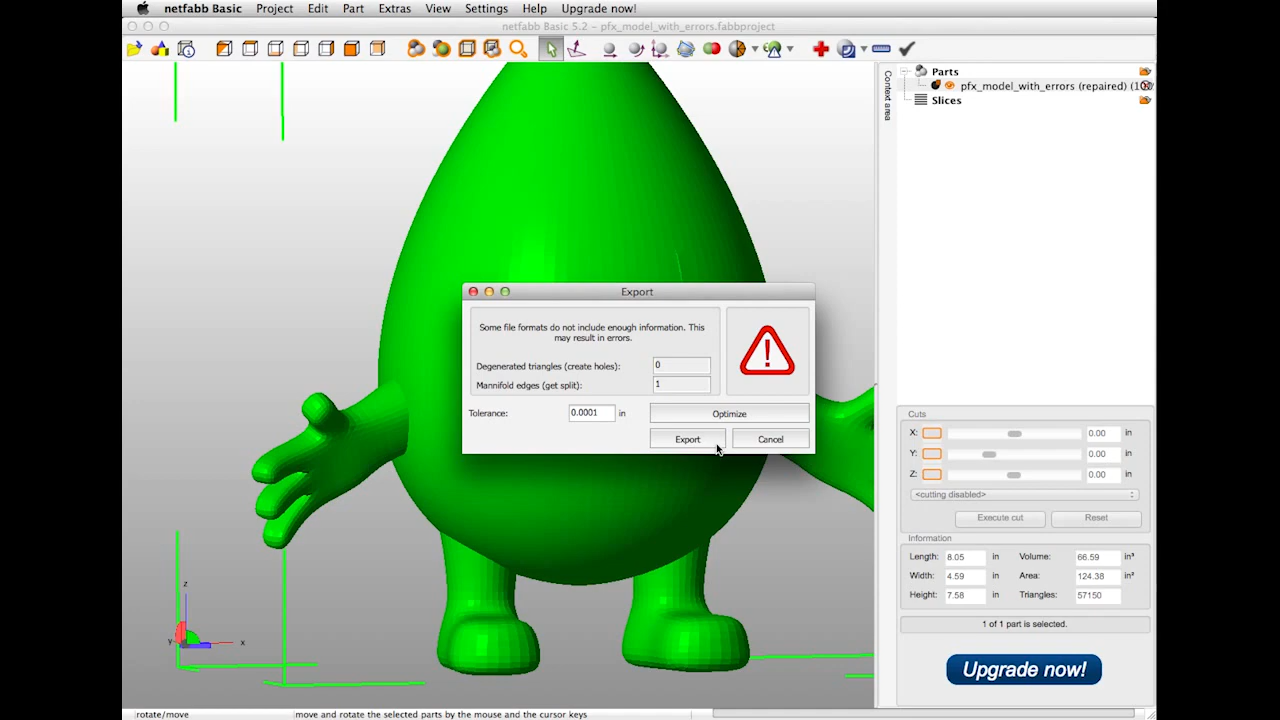 netfabb Basic Project Edit Part Extras View Settings Help Upgrade now!
netfabb Basic 5.2 - pfx_model_with_errors.fabbproject
Context area
Parts
pfx_model_with_errors (repaired)
Slices
Export
Some file formats do not include enough information. This
may result in errors.
Degenerated triangles (create holes): 0
Mannifold edges (get split): 1
Tolerance: 0.0001 in Optimize
Export Cancel
Cuts
X: 0.00 in
Y: 0.00 in
Z: 0.00 in
<cutting disabled>
Execute cut Reset
Information
Length: 8.05 in Volume: 66.59 in³
Width: 4.59 in Area: 124.38 in²
Height: 7.58 in Triangles: 57150
1 of 1 part is selected.
Upgrade now!
z
y x
rotate/move move and rotate the selected parts by the mouse and the cursor keys